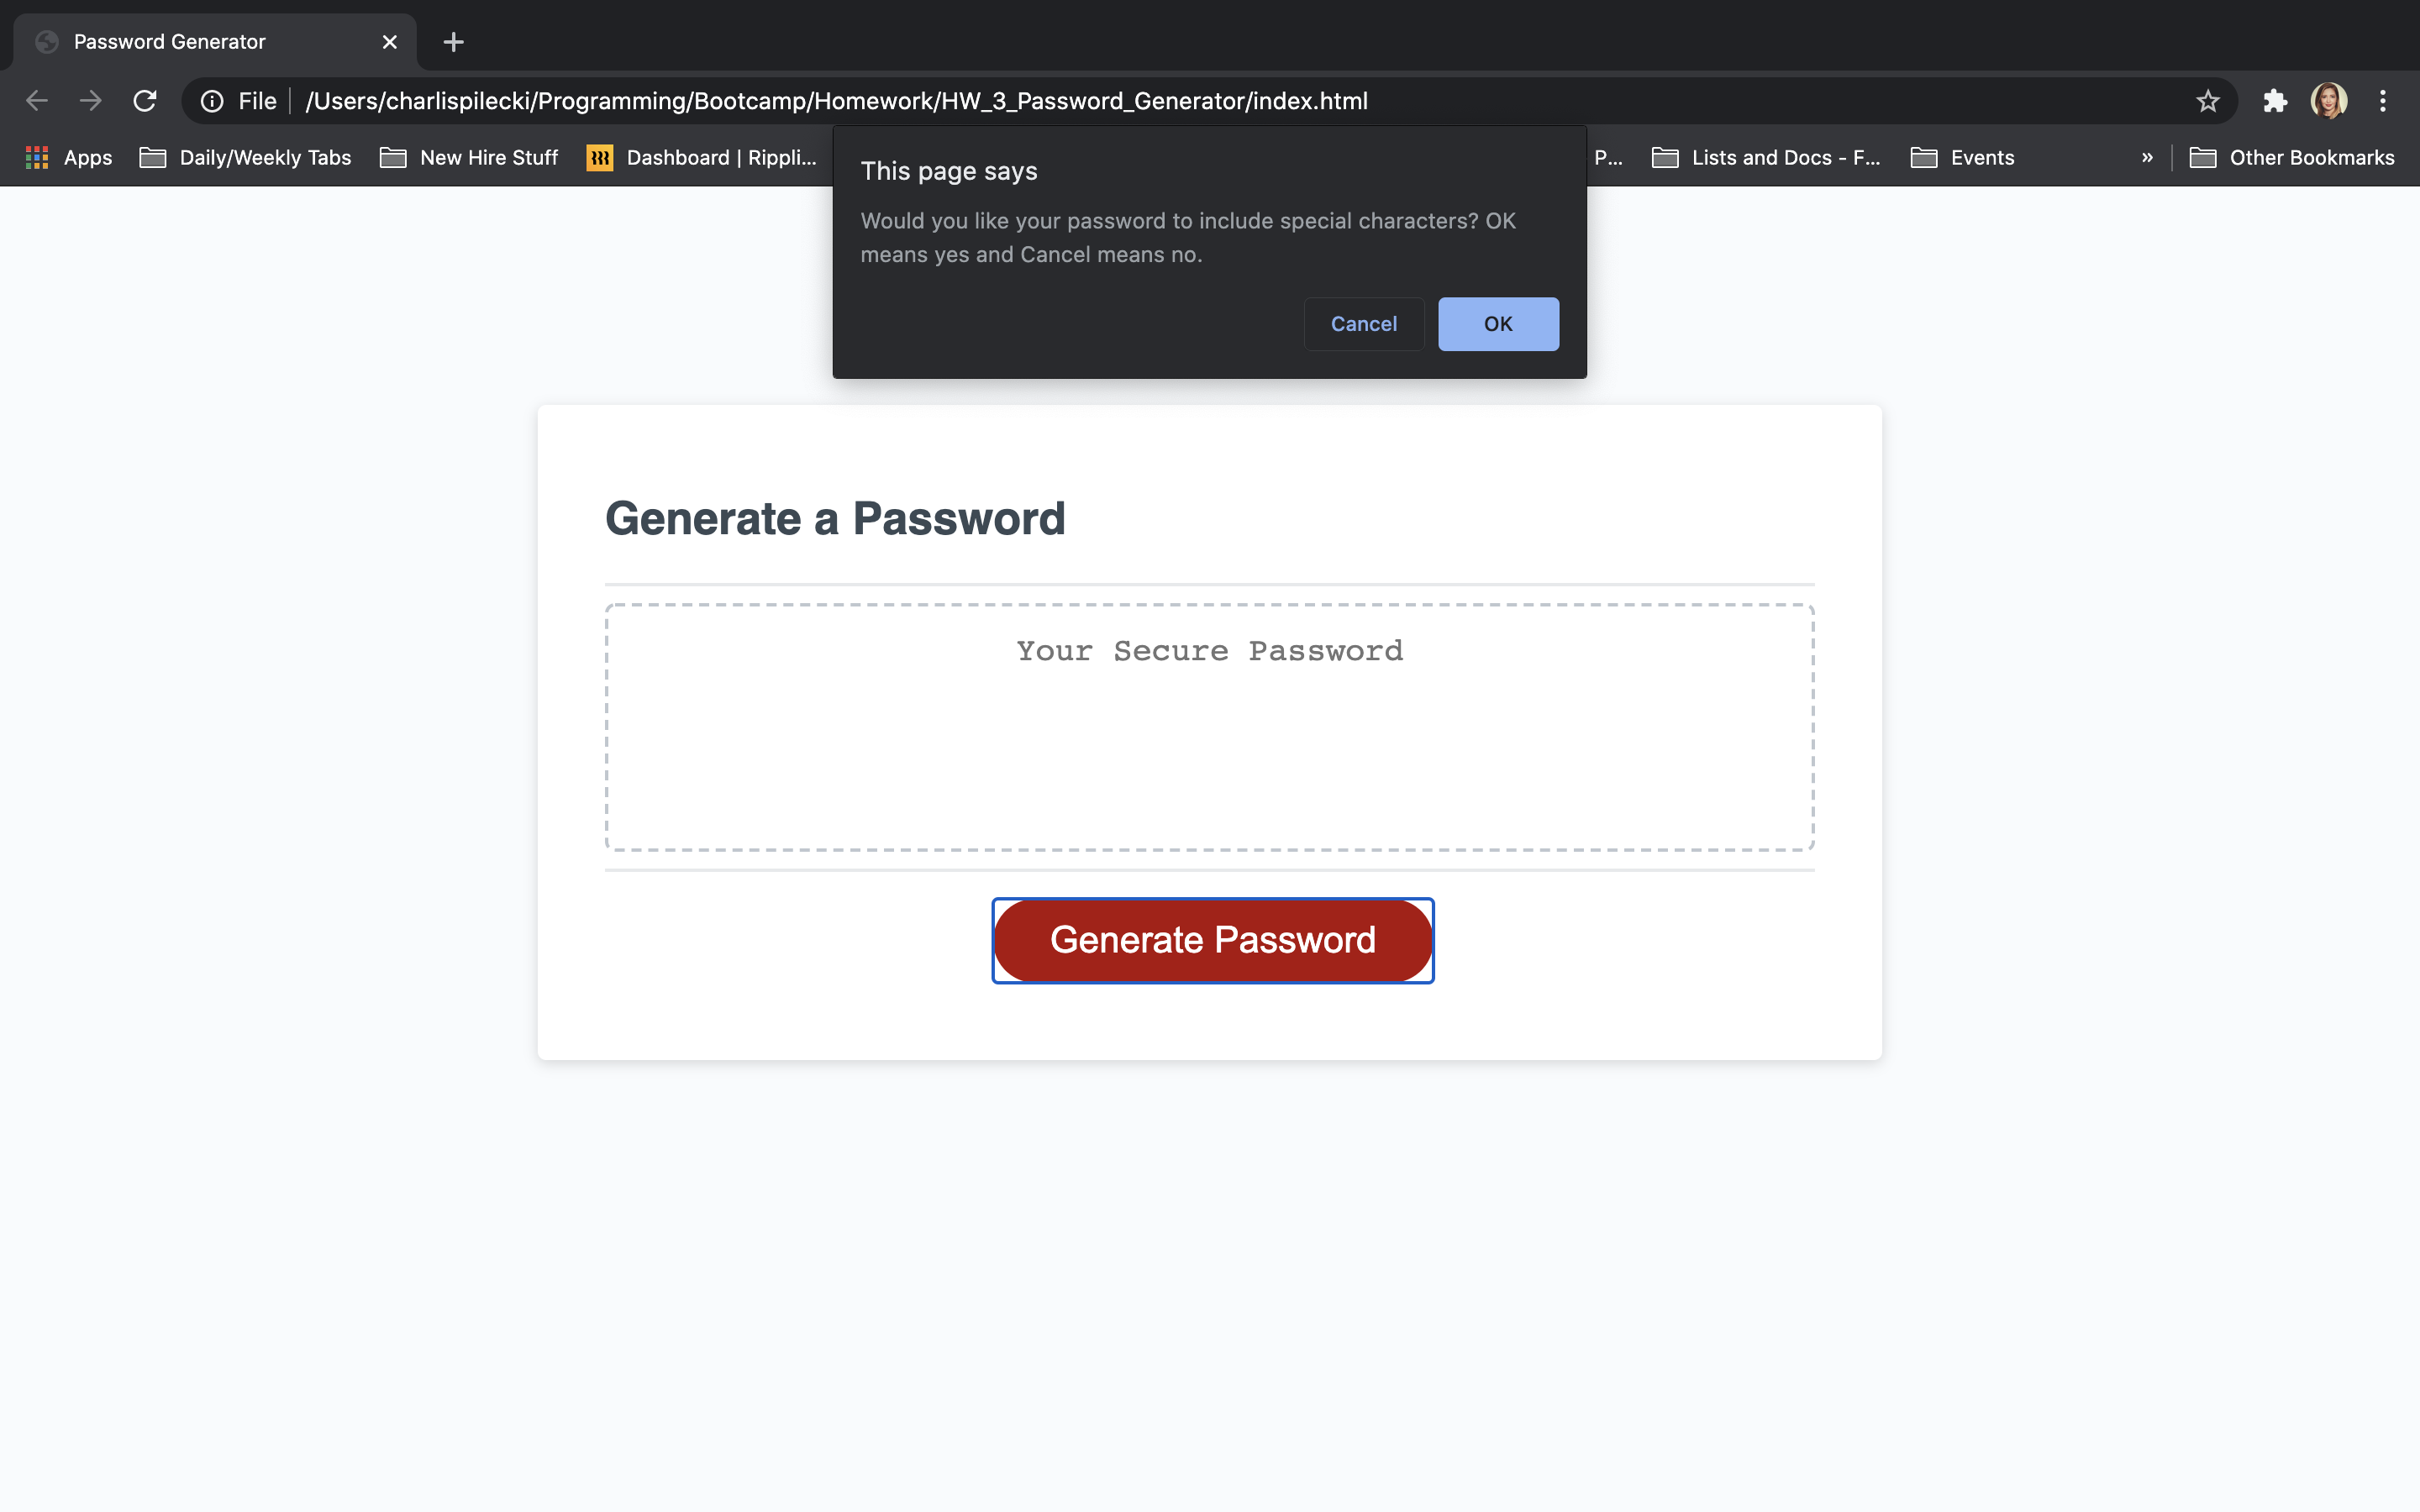 Password Generator
File /Users/charlispilecki/Programming/Bootcamp/Homework/HW_3_Password_Generator/index.html
Apps Daily/Weekly Tabs New Hire Stuff Dashboard | Rippli... P... Lists and Docs - F... Events » Other Bookmarks
This page says
Would you like your password to include special characters? OK
means yes and Cancel means no.
Cancel OK
Generate a Password
Your Secure Password
Generate Password